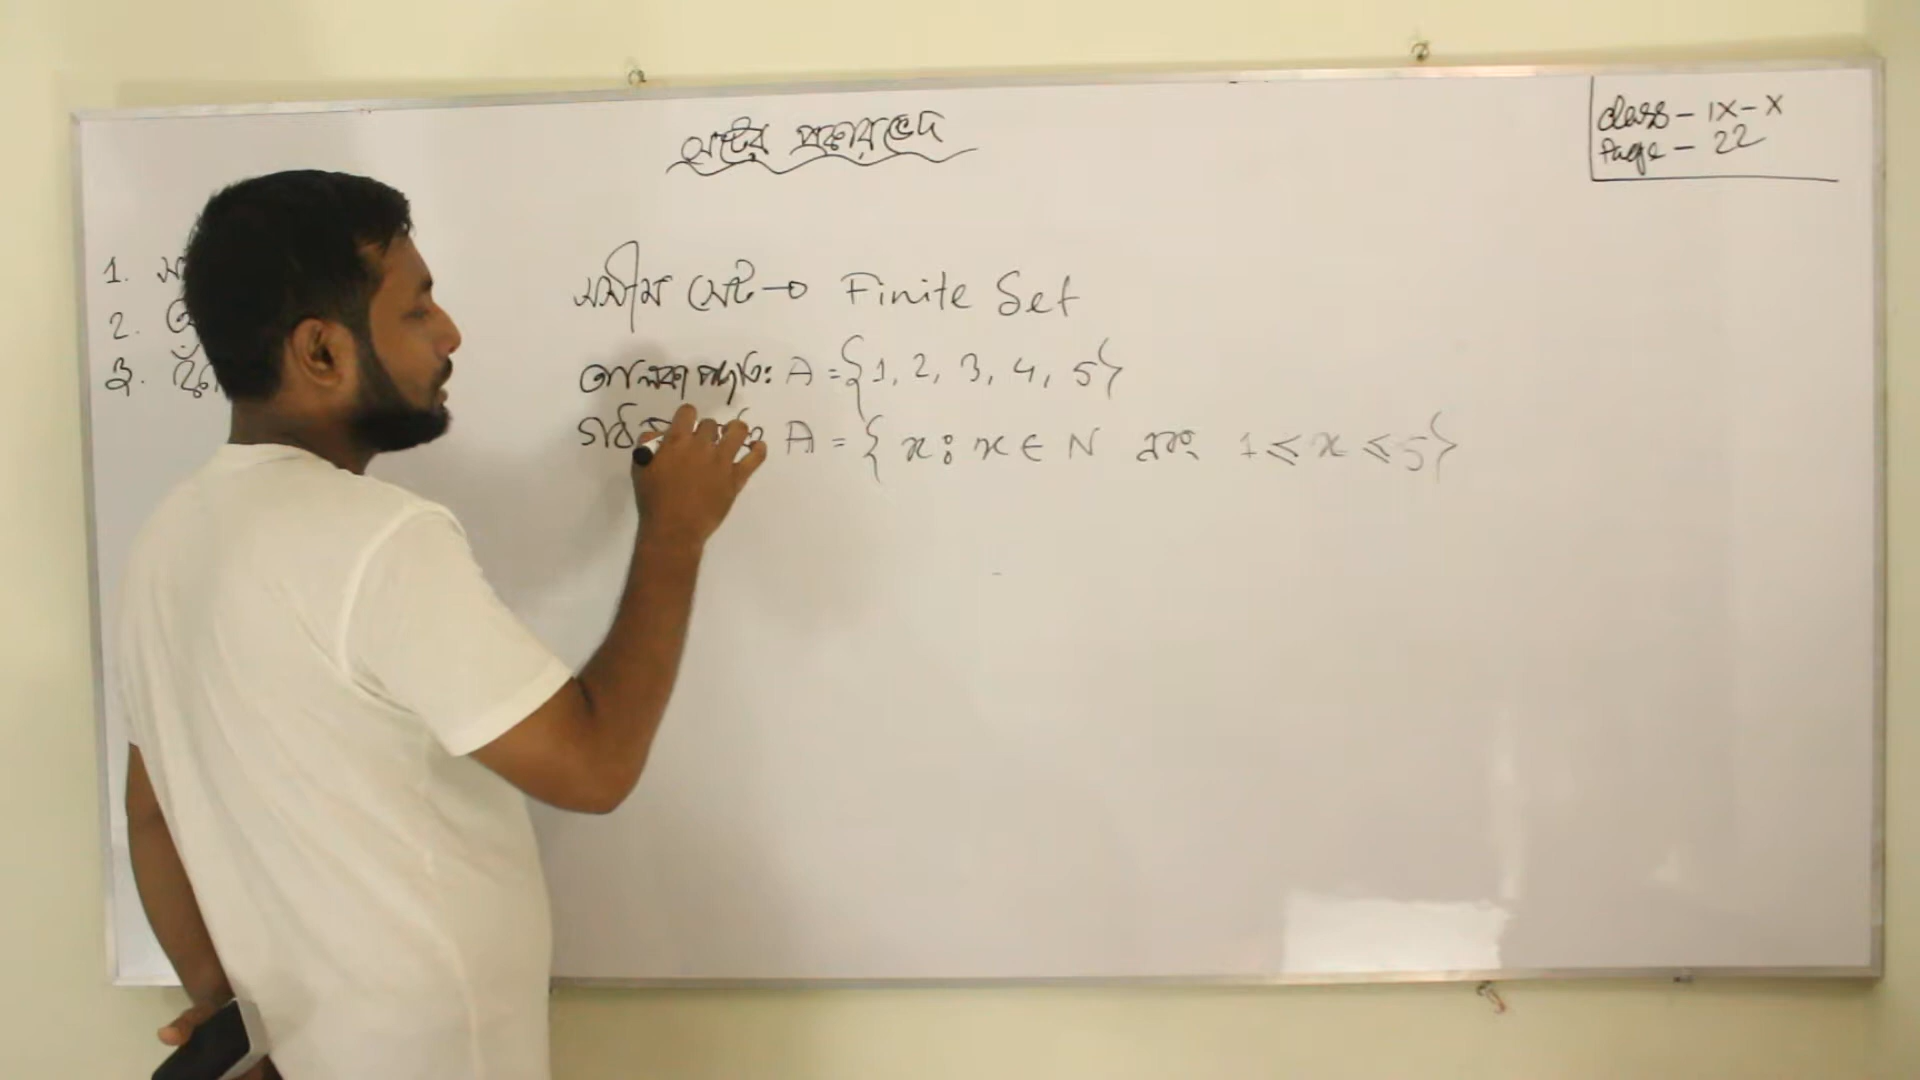 সেটের প্রকারভেদ
Class - IX - X
Page - 22
1.
2.
3.
সসীম সেট → Finite Set
তালিকা পদ্ধতি: A = {1, 2, 3, 4, 5}
A = { x : x ∈ N এবং 1 ≤ x ≤ 5}